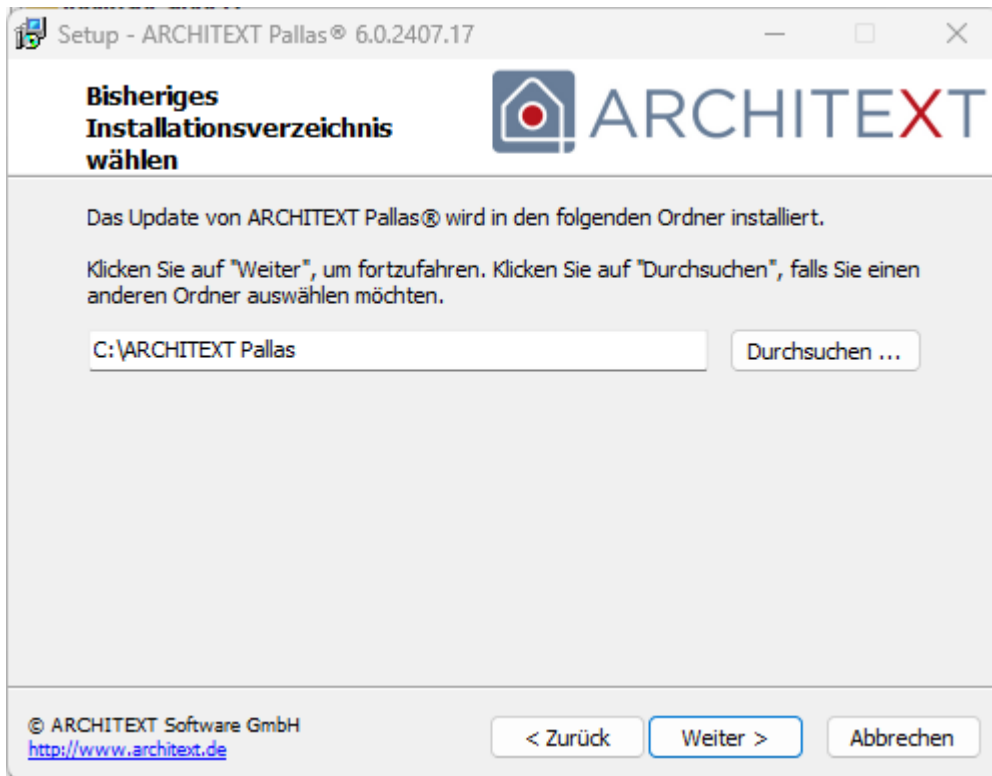 Setup - ARCHITEXT Pallas® 6.0.2407.17
Bisheriges
Installationsverzeichnis
wählen
ARCHITEXT
Das Update von ARCHITEXT Pallas® wird in den folgenden Ordner installiert.
Klicken Sie auf "Weiter", um fortzufahren. Klicken Sie auf "Durchsuchen", falls Sie einen
anderen Ordner auswählen möchten.
C:\ARCHITEXT Pallas
Durchsuchen ...
© ARCHITEXT Software GmbH
http://www.architext.de
< Zurück
Weiter >
Abbrechen